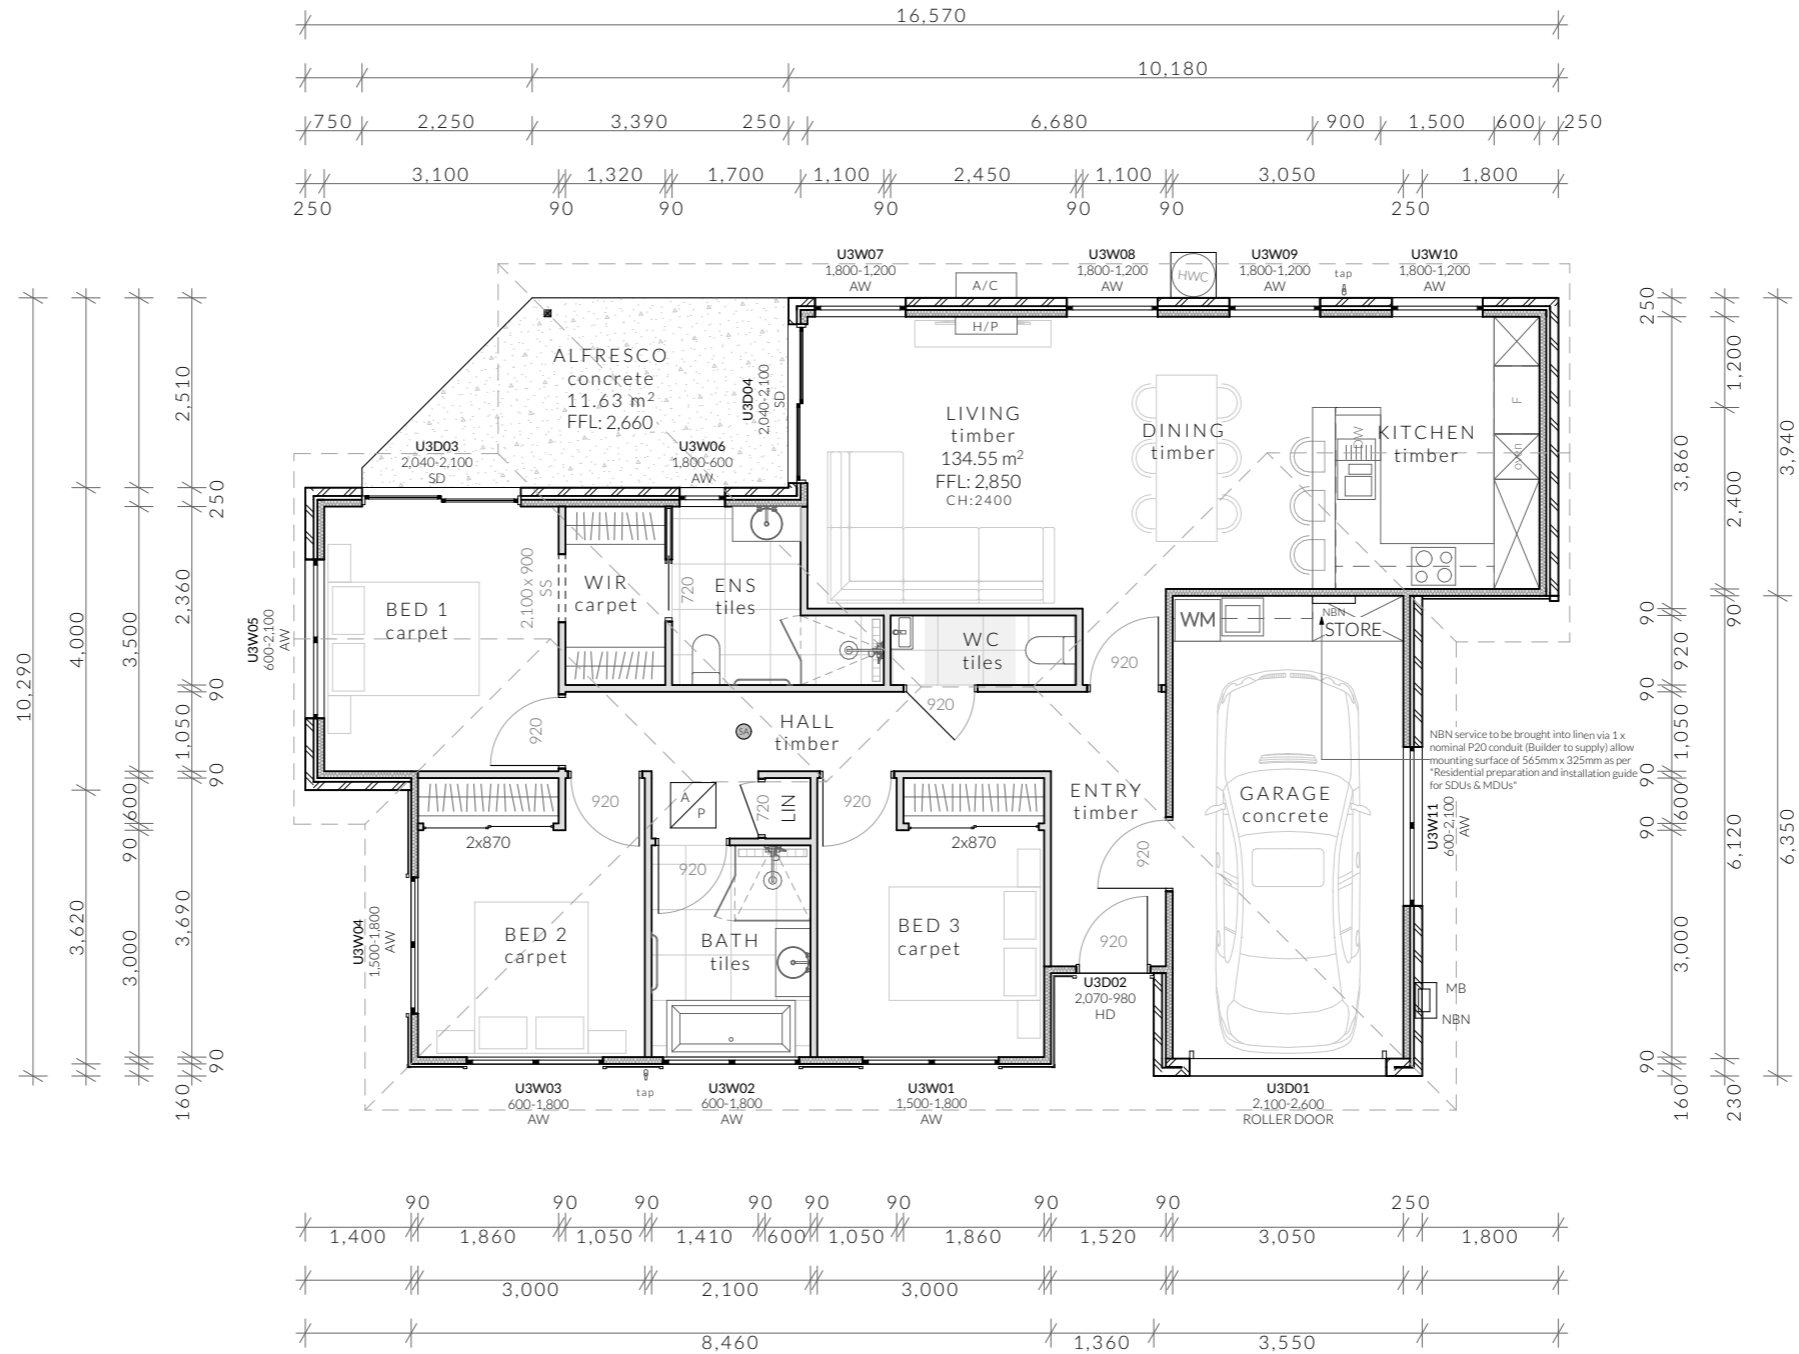 16,570
10,180
750
2,250
3,390
250
6,680
900
1,500
600
250
3,100
1,320
1,700
1,100
2,450
1,100
3,050
1,800
250
90
90
90
90
90
250
U3W07
1,800-1,200
AW
U3W08
1,800-1,200
AW
HWC
U3W09
1,800-1,200
AW
tap
U3W10
1,800-1,200
AW
A/C
H/P
ALFRESCO
concrete
11.63 m²
FFL: 2,660
U3D04
2,040-2,100
SD
U3D03
2,040-2,100
SD
U3W06
1,800-600
AW
LIVING
timber
134.55 m²
FFL: 2,850
CH:2400
DINING
timber
DW
KITCHEN
timber
F
oven
BED 1
carpet
2,100 x 900
SS
WIR
carpet
720
ENS
tiles
WC
tiles
920
WM
NBN
STORE
U3W05
600-2,100
AW
920
SA
HALL
timber
920
NBN service to be brought into linen via 1 x
nominal P20 conduit (Builder to supply) allow
mounting surface of 565mm x 325mm as per
"Residential preparation and installation guide
for SDUs & MDUs"
920
A
P
720
LIN
920
ENTRY
timber
GARAGE
concrete
U3W11
600-2,100
AW
2x870
2x870
920
920
U3W04
1,500-1,800
AW
BED 2
carpet
BATH
tiles
BED 3
carpet
920
U3D02
2,070-980
HD
MB
NBN
U3W03
600-1,800
AW
tap
U3W02
600-1,800
AW
U3W01
1,500-1,800
AW
U3D01
2,100-2,600
ROLLER DOOR
10,290
4,000
3,620
3,500
90
600
3,000
2,510
250
2,360
90
1,050
90
3,690
90
160
250
3,860
90
920
90
1,050
90
600
90
3,000
90
160
1,200
2,400
90
6,120
230
3,940
6,350
90
90
90
90
90
90
90
90
250
1,400
1,860
1,050
1,410
600
1,050
1,860
1,520
3,050
1,800
3,000
2,100
3,000
8,460
1,360
3,550